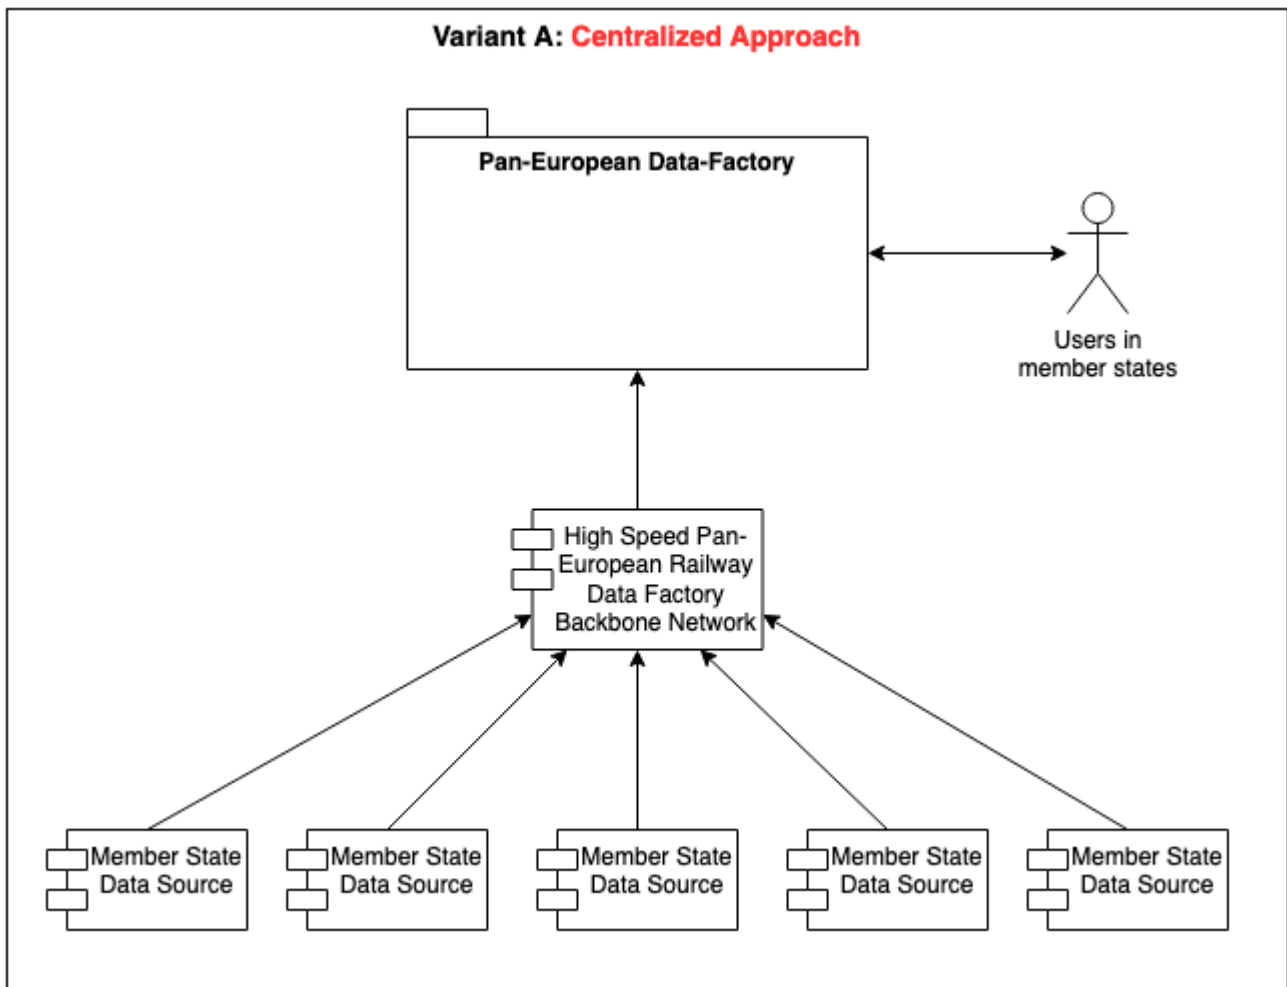 Variant A: Centralized Approach
Pan-European Data-Factory
Users in
member states
High Speed Pan-
European Railway
Data Factory
Backbone Network
Member State
Data Source
Member State
Data Source
Member State
Data Source
Member State
Data Source
Member State
Data Source